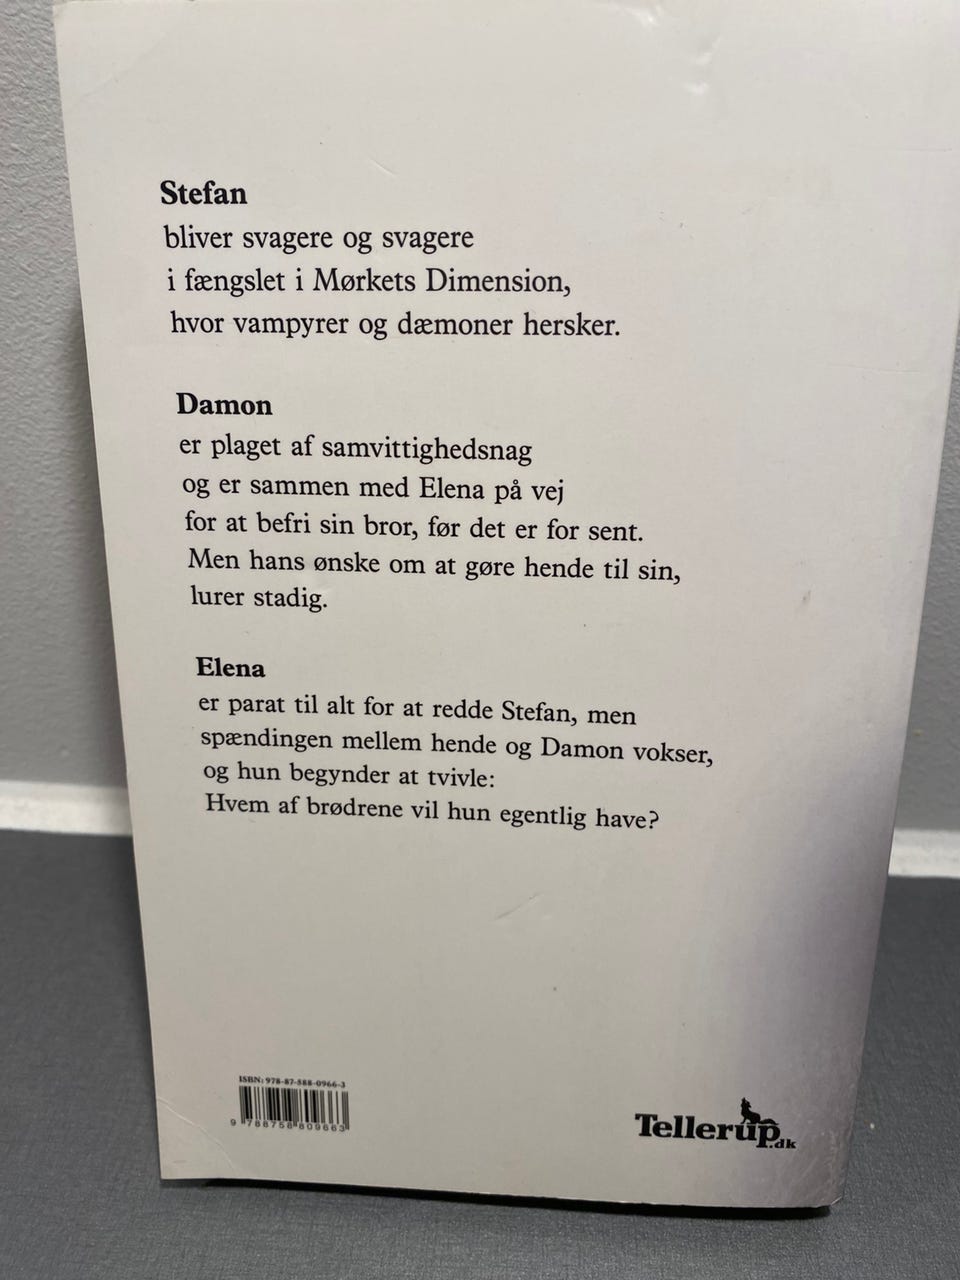 Stefan
bliver svagere og svagere
i fængslet i Mørkets Dimension,
hvor vampyrer og dæmoner hersker.
Damon
er plaget af samvittighedsnag
og er sammen med Elena på vej
for at befri sin bror, før det er for sent.
Men hans ønske om at gøre hende til sin,
lurer stadig.
Elena
er parat til alt for at redde Stefan, men
spændingen mellem hende og Damon vokser,
og hun begynder at tvivle:
Hvem af brødrene vil hun egentlig have?
ISBN: 978-87-588-0966-3
9 788758 809663
Tellerup.dk